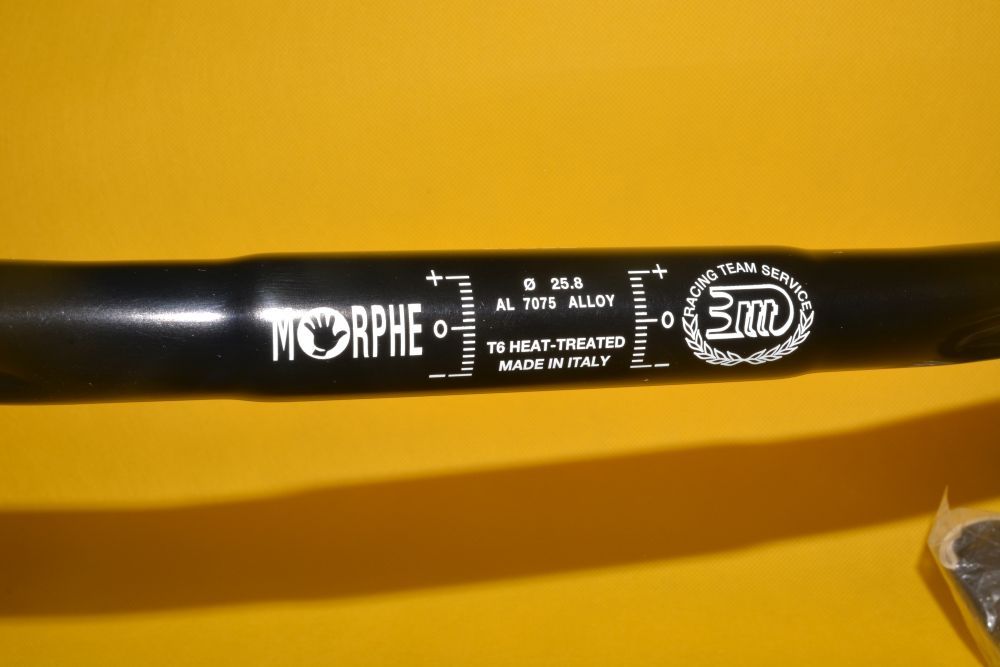 MORPHE
+
0
–
Ø 25.8
AL 7075 ALLOY
T6 HEAT-TREATED
MADE IN ITALY
+
0
–
RACING TEAM SERVICE
3TTT